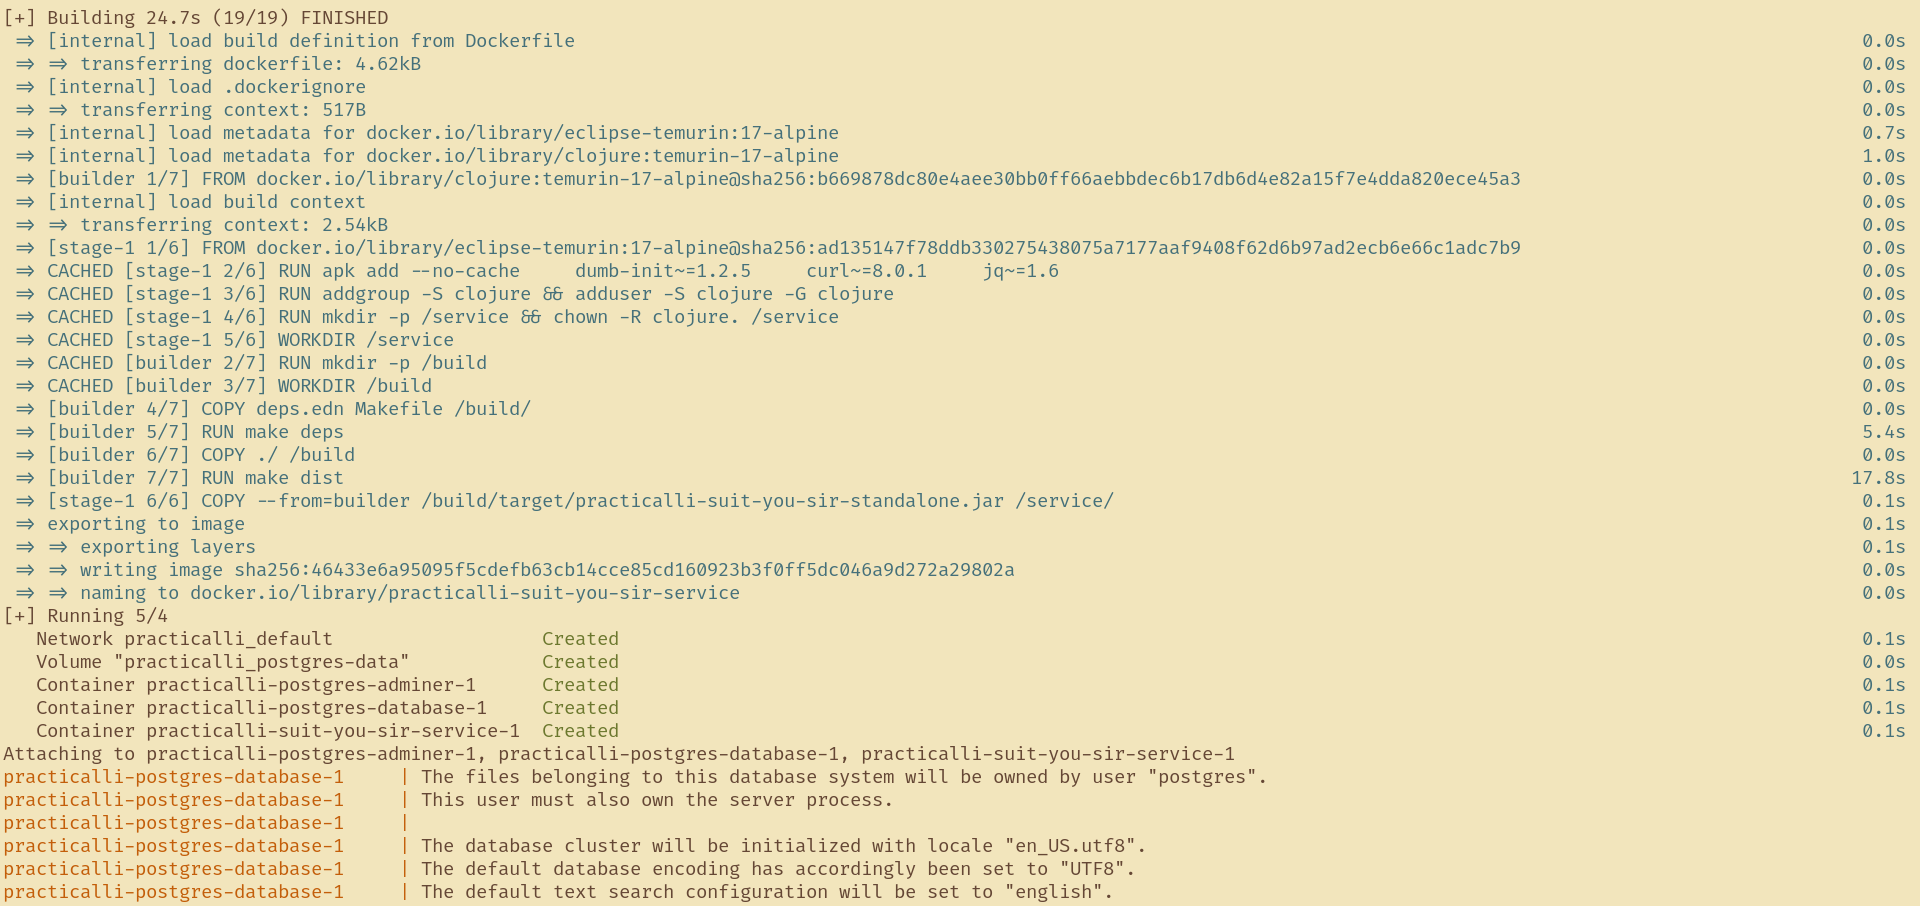 [+] Building 24.7s (19/19) FINISHED
=> [internal] load build definition from Dockerfile 0.0s
=> => transferring dockerfile: 4.62kB 0.0s
=> [internal] load .dockerignore 0.0s
=> => transferring context: 517B 0.0s
=> [internal] load metadata for docker.io/library/eclipse-temurin:17-alpine 0.7s
=> [internal] load metadata for docker.io/library/clojure:temurin-17-alpine 1.0s
=> [builder 1/7] FROM docker.io/library/clojure:temurin-17-alpine@sha256:b669878dc80e4aee30bb0ff66aebbdec6b17db6d4e82a15f7e4dda820ece45a3 0.0s
=> [internal] load build context 0.0s
=> => transferring context: 2.54kB 0.0s
=> [stage-1 1/6] FROM docker.io/library/eclipse-temurin:17-alpine@sha256:ad135147f78ddb330275438075a7177aaf9408f62d6b97ad2ecb6e66c1adc7b9 0.0s
=> CACHED [stage-1 2/6] RUN apk add --no-cache     dumb-init~=1.2.5     curl~=8.0.1     jq~=1.6 0.0s
=> CACHED [stage-1 3/6] RUN addgroup -S clojure && adduser -S clojure -G clojure 0.0s
=> CACHED [stage-1 4/6] RUN mkdir -p /service && chown -R clojure. /service 0.0s
=> CACHED [stage-1 5/6] WORKDIR /service 0.0s
=> CACHED [builder 2/7] RUN mkdir -p /build 0.0s
=> CACHED [builder 3/7] WORKDIR /build 0.0s
=> [builder 4/7] COPY deps.edn Makefile /build/ 0.0s
=> [builder 5/7] RUN make deps 5.4s
=> [builder 6/7] COPY ./ /build 0.0s
=> [builder 7/7] RUN make dist 17.8s
=> [stage-1 6/6] COPY --from=builder /build/target/practicalli-suit-you-sir-standalone.jar /service/ 0.1s
=> exporting to image 0.1s
=> => exporting layers 0.1s
=> => writing image sha256:46433e6a95095f5cdefb63cb14cce85cd160923b3f0ff5dc046a9d272a29802a 0.0s
=> => naming to docker.io/library/practicalli-suit-you-sir-service 0.0s
[+] Running 5/4
Network practicalli_default Created 0.1s
Volume "practicalli_postgres-data" Created 0.0s
Container practicalli-postgres-adminer-1 Created 0.1s
Container practicalli-postgres-database-1 Created 0.1s
Container practicalli-suit-you-sir-service-1 Created 0.1s
Attaching to practicalli-postgres-adminer-1, practicalli-postgres-database-1, practicalli-suit-you-sir-service-1
practicalli-postgres-database-1 | The files belonging to this database system will be owned by user "postgres".
practicalli-postgres-database-1 | This user must also own the server process.
practicalli-postgres-database-1 |
practicalli-postgres-database-1 | The database cluster will be initialized with locale "en_US.utf8".
practicalli-postgres-database-1 | The default database encoding has accordingly been set to "UTF8".
practicalli-postgres-database-1 | The default text search configuration will be set to "english".